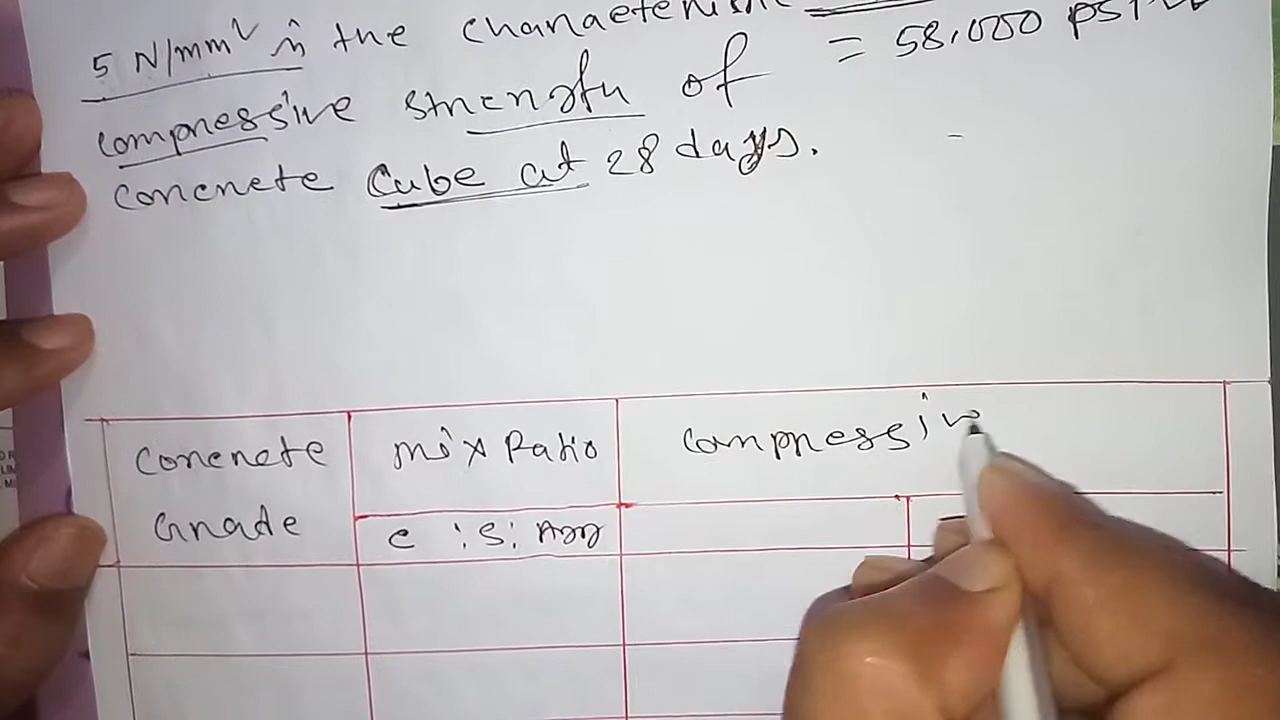 5 N/mm² is the characteristic
= 58.000 psi
compressive strength of
concrete cube at 28 days.
Concrete
Grade
mix Ratio
c : S : Agg
compressiv